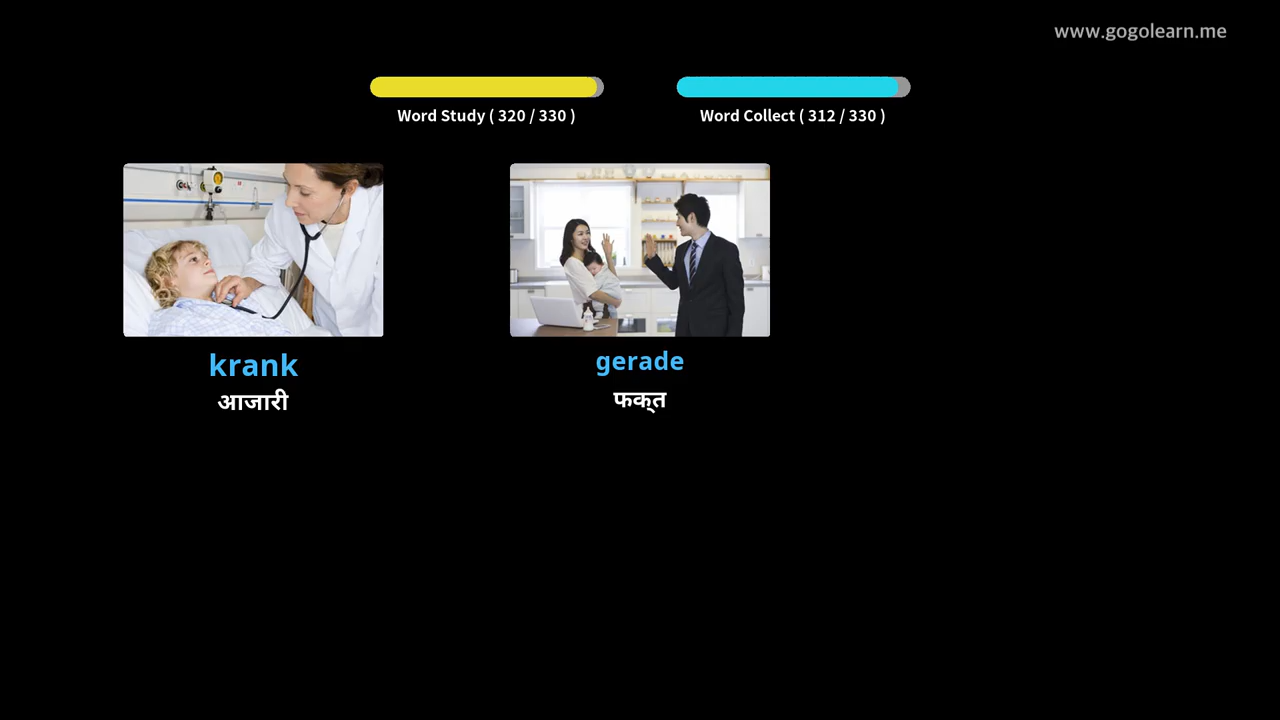 www.gogolearn.me
Word Study ( 320 / 330 )
Word Collect ( 312 / 330 )
krank
आजारी
gerade
फक्त